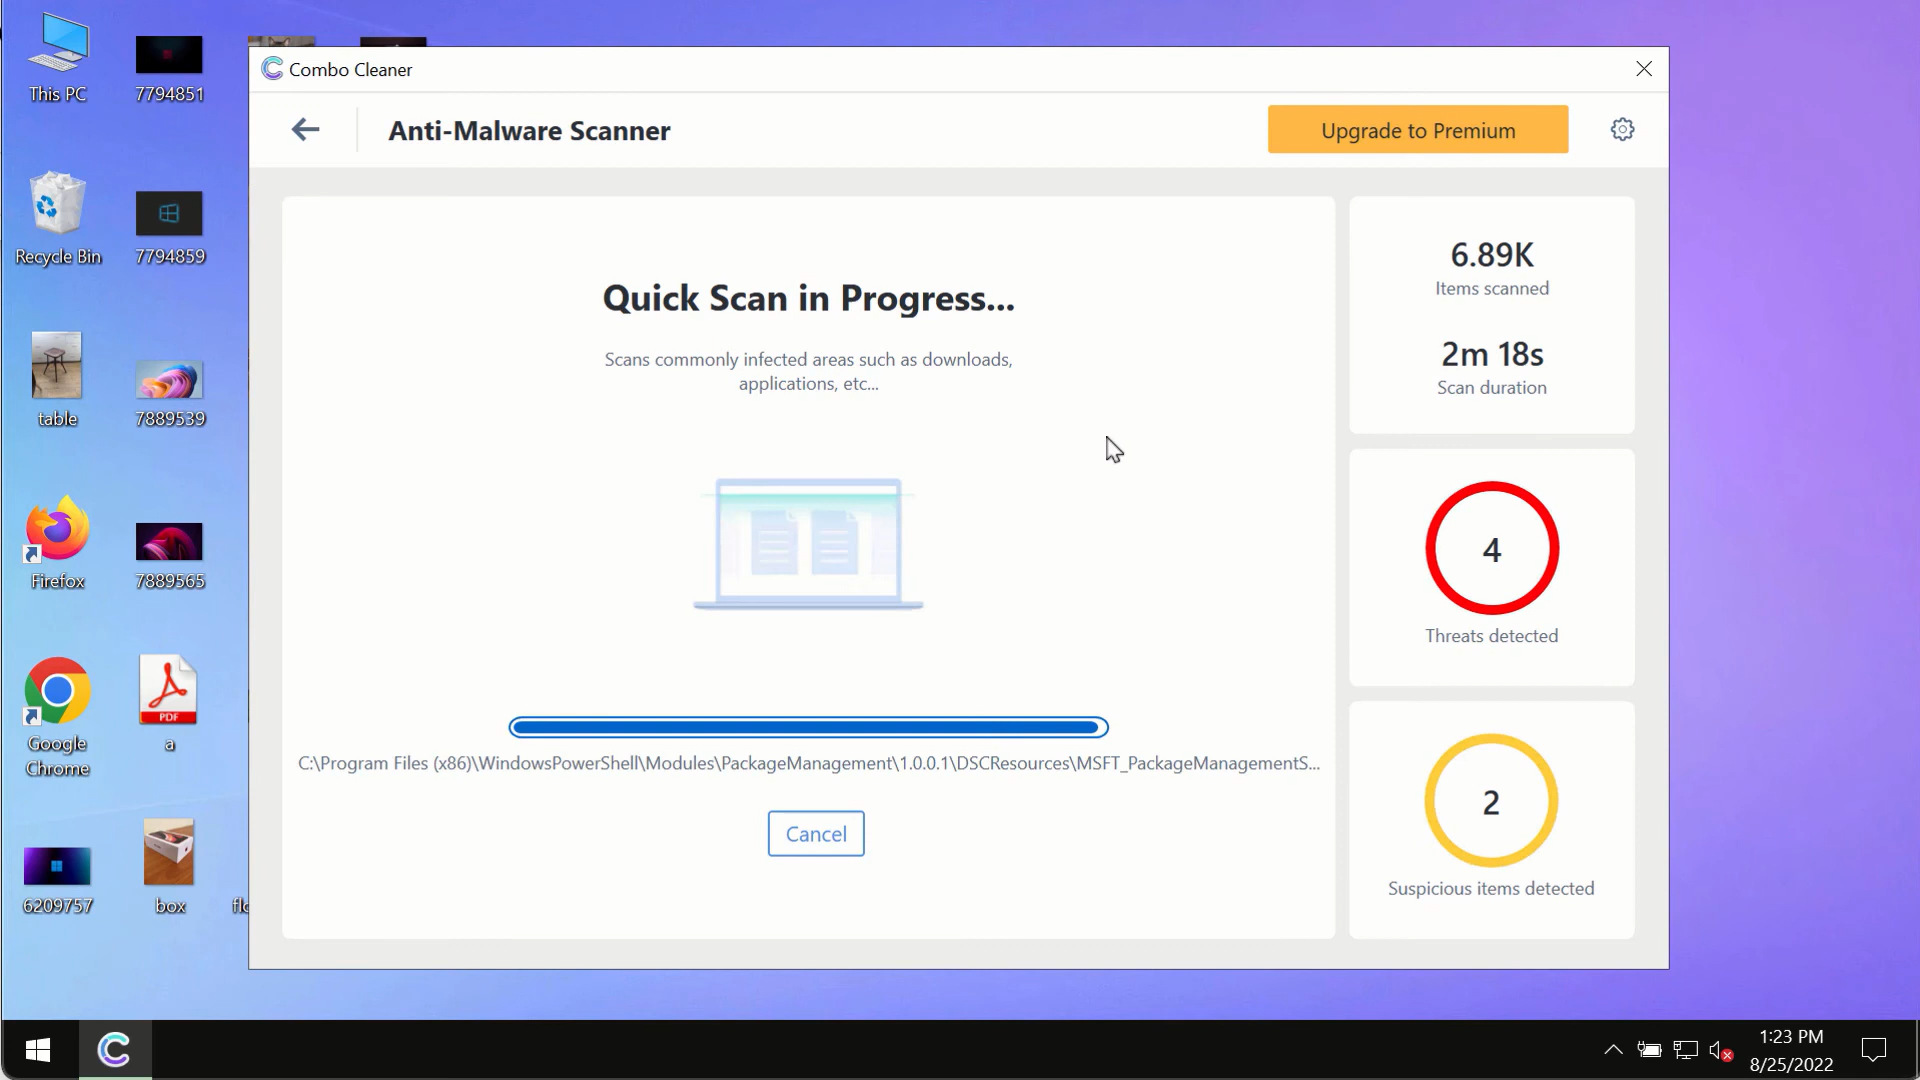 This PC
7794851
Recycle Bin
7794859
table
7889539
Firefox
7889565
Google
Chrome
PDF
a
6209757
box
Combo Cleaner
Anti-Malware Scanner
Upgrade to Premium
Quick Scan in Progress...
Scans commonly infected areas such as downloads,
applications, etc...
C:\Program Files (x86)\WindowsPowerShell\Modules\PackageManagement\1.0.0.1\DSCResources\MSFT_PackageManagementS...
Cancel
6.89K
Items scanned
2m 18s
Scan duration
4
Threats detected
2
Suspicious items detected
1:23 PM
8/25/2022